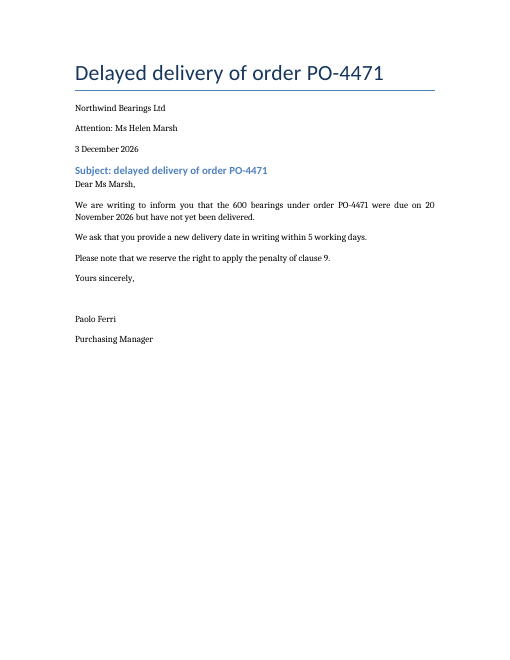 Delayed delivery of order PO-4471
Northwind Bearings Ltd
Attention: Ms Helen Marsh
3 December 2026
Subject: delayed delivery of order PO-4471
Dear Ms Marsh,
We are writing to inform you that the 600 bearings under order PO-4471 were due on 20
November 2026 but have not yet been delivered.
We ask that you provide a new delivery date in writing within 5 working days.
Please note that we reserve the right to apply the penalty of clause 9.
Yours sincerely,
Paolo Ferri
Purchasing Manager